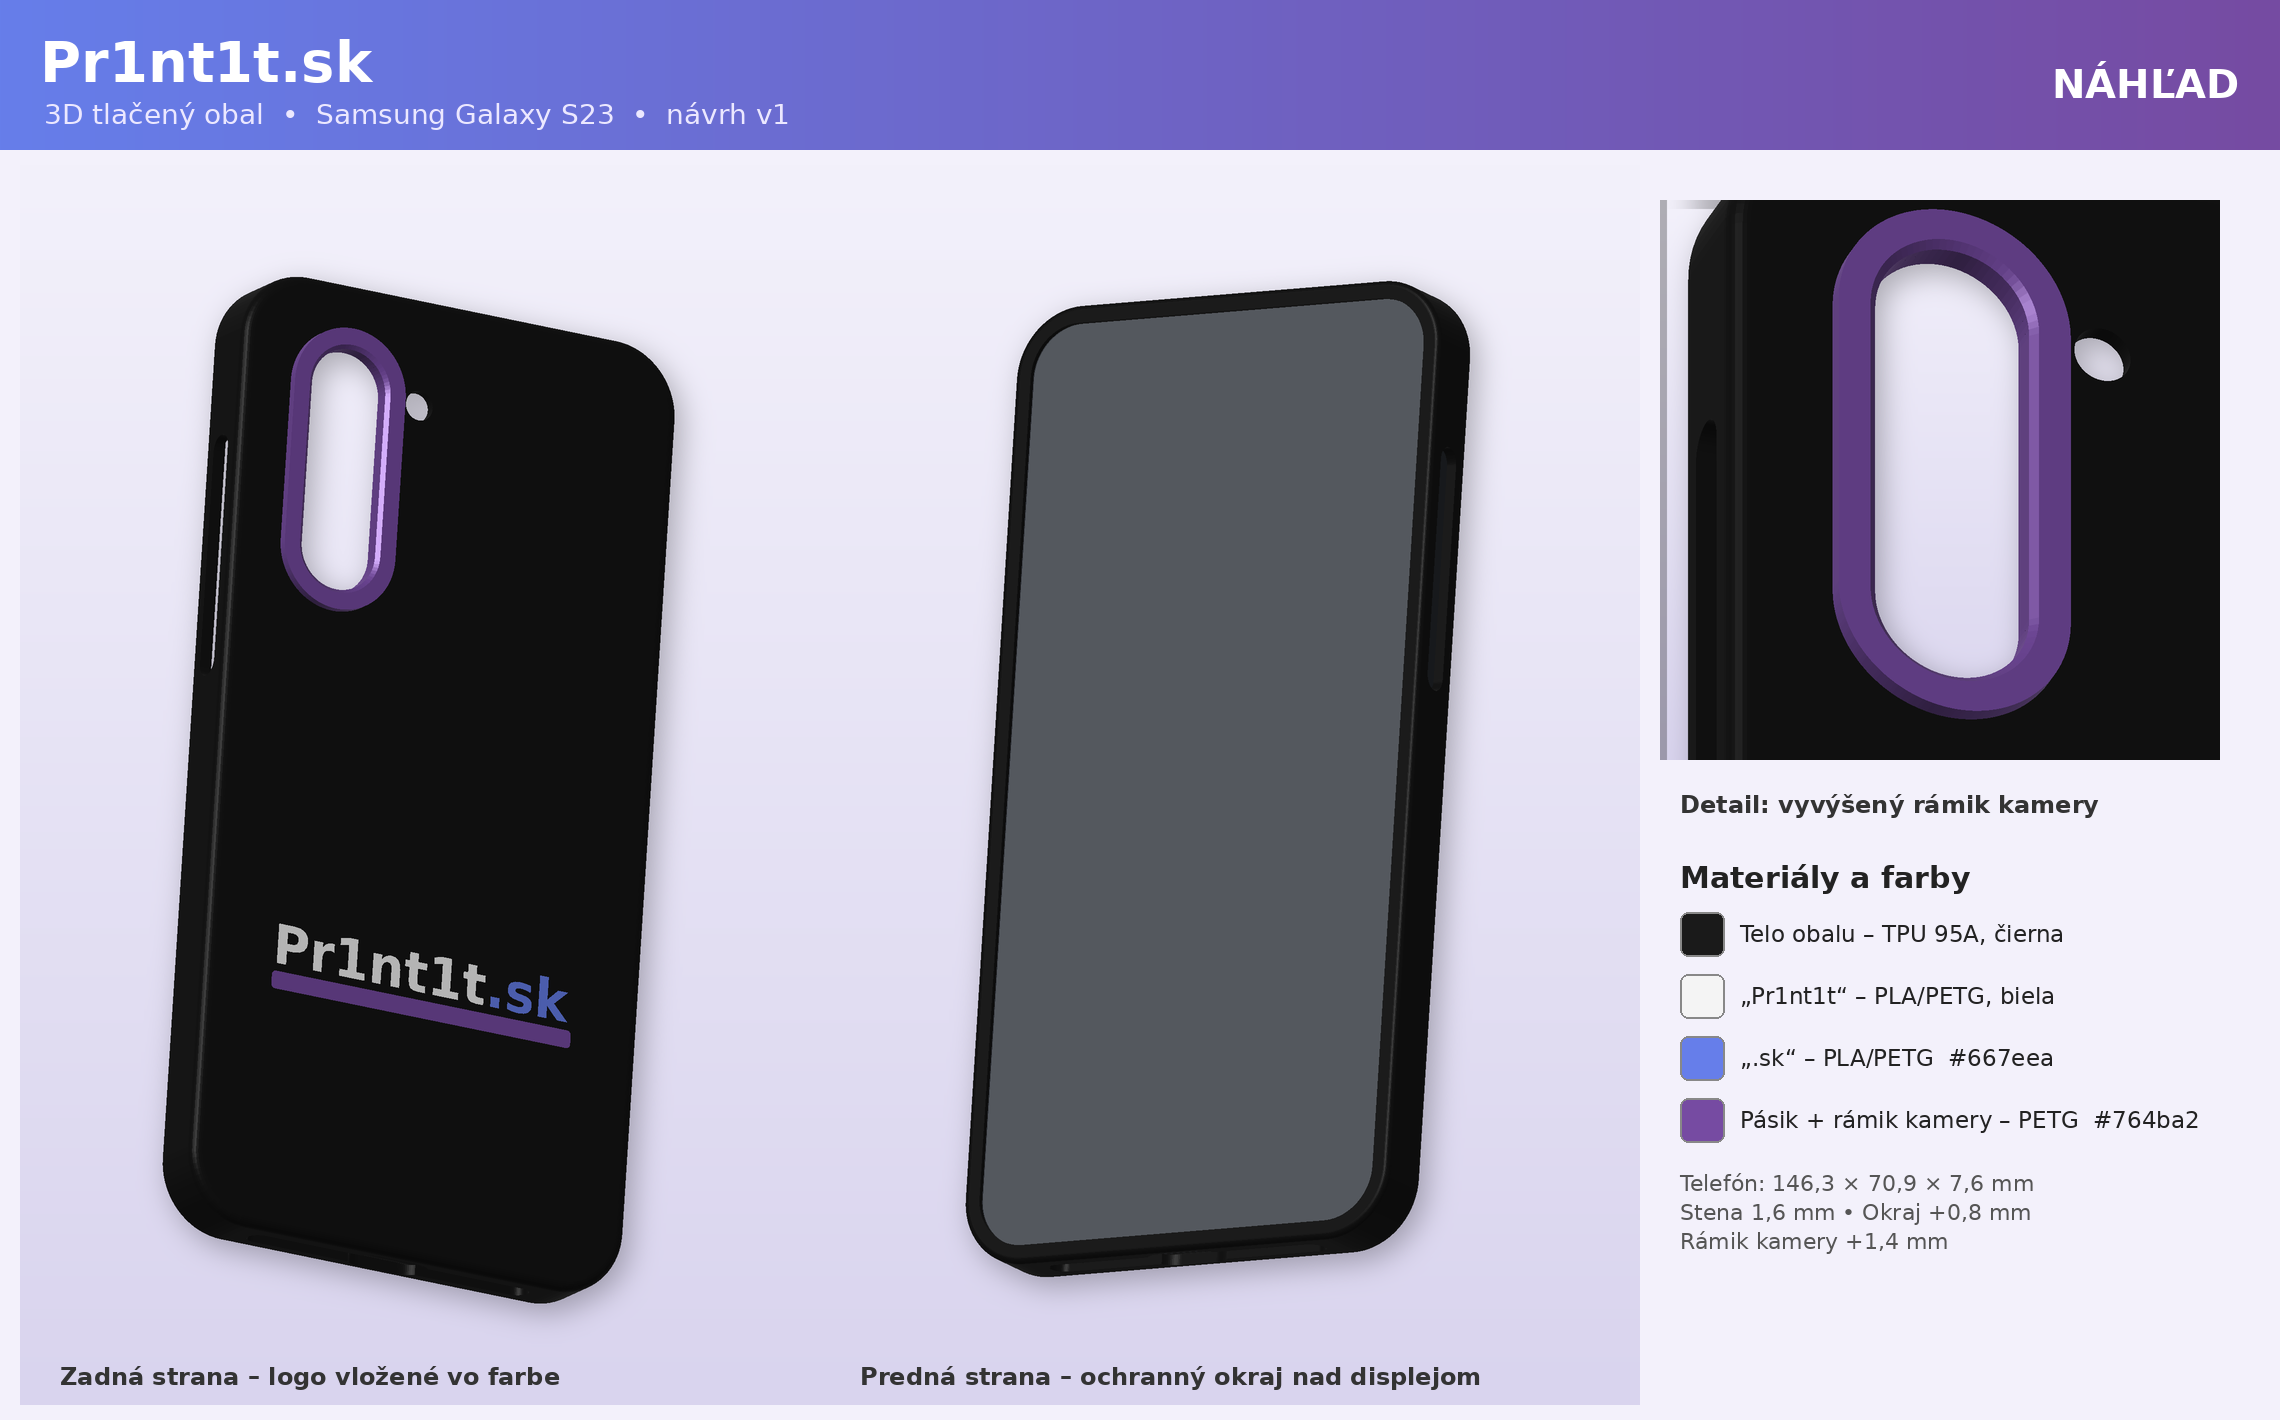 Pr1nt1t.sk
3D tlačený obal • Samsung Galaxy S23 • návrh v1
NÁHĽAD
Pr1nt1t.sk
Zadná strana – logo vložené vo farbe
Predná strana – ochranný okraj nad displejom
Detail: vyvýšený rámik kamery
Materiály a farby
Telo obalu – TPU 95A, čierna
„Pr1nt1t“ – PLA/PETG, biela
„.sk“ – PLA/PETG #667eea
Pásik + rámik kamery – PETG #764ba2
Telefón: 146,3 × 70,9 × 7,6 mm
Stena 1,6 mm • Okraj +0,8 mm
Rámik kamery +1,4 mm